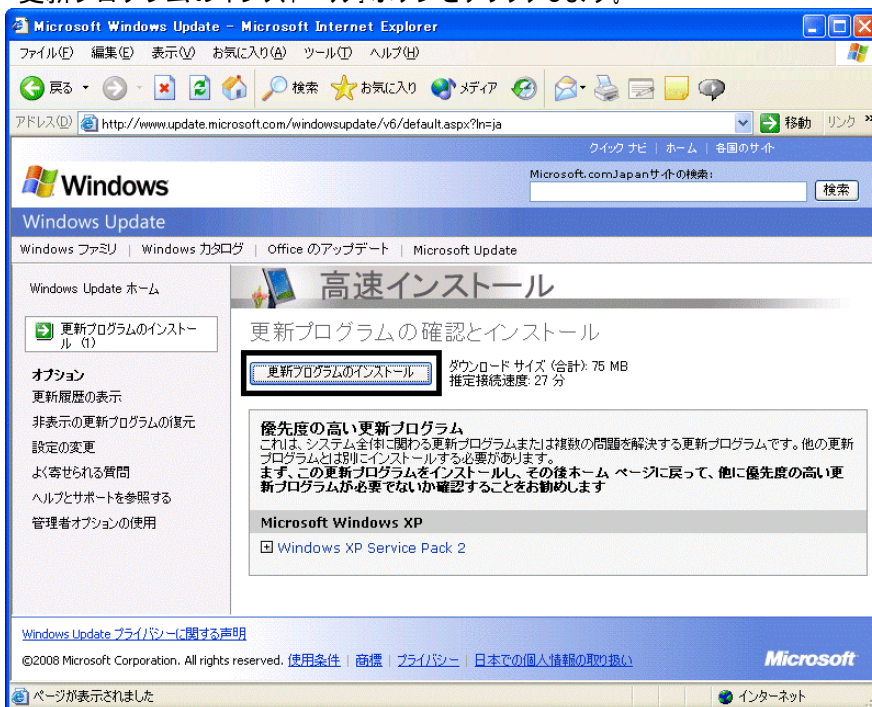 更新プログラムのインストール」ボタンをクリックします。
Microsoft Windows Update - Microsoft Internet Explorer
ファイル(F) 編集(E) 表示(V) お気に入り(A) ツール(T) ヘルプ(H)
戻る 検索 お気に入り メディア
アドレス(D) http://www.update.microsoft.com/windowsupdate/v6/default.aspx?ln=ja 移動 リンク »
クイック ナビ | ホーム | 各国のサイト
Windows
Microsoft.comJapanサイトの検索:
検索
Windows Update
Windows ファミリ | Windows カタログ | Office のアップデート | Microsoft Update
Windows Update ホーム
更新プログラムのインストー
ル (1)
オプション
更新履歴の表示
非表示の更新プログラムの復元
設定の変更
よく寄せられる質問
ヘルプとサポートを参照する
管理者オプションの使用
高速インストール
更新プログラムの確認とインストール
更新プログラムのインストール
ダウンロード サイズ (合計): 75 MB
推定接続速度: 27 分
優先度の高い更新プログラム
これは、システム全体に関わる更新プログラムまたは複数の問題を解決する更新プログラムです。他の更新
プログラムとは別にインストールする必要があります。
まず、この更新プログラムをインストールし、その後ホーム ページに戻って、他に優先度の高い更
新プログラムが必要でないか確認することをお勧めします
Microsoft Windows XP
Windows XP Service Pack 2
Windows Update プライバシーに関する声明
©2008 Microsoft Corporation. All rights reserved. 使用条件 | 商標 | プライバシー | 日本での個人情報の取り扱い
Microsoft
ページが表示されました
インターネット